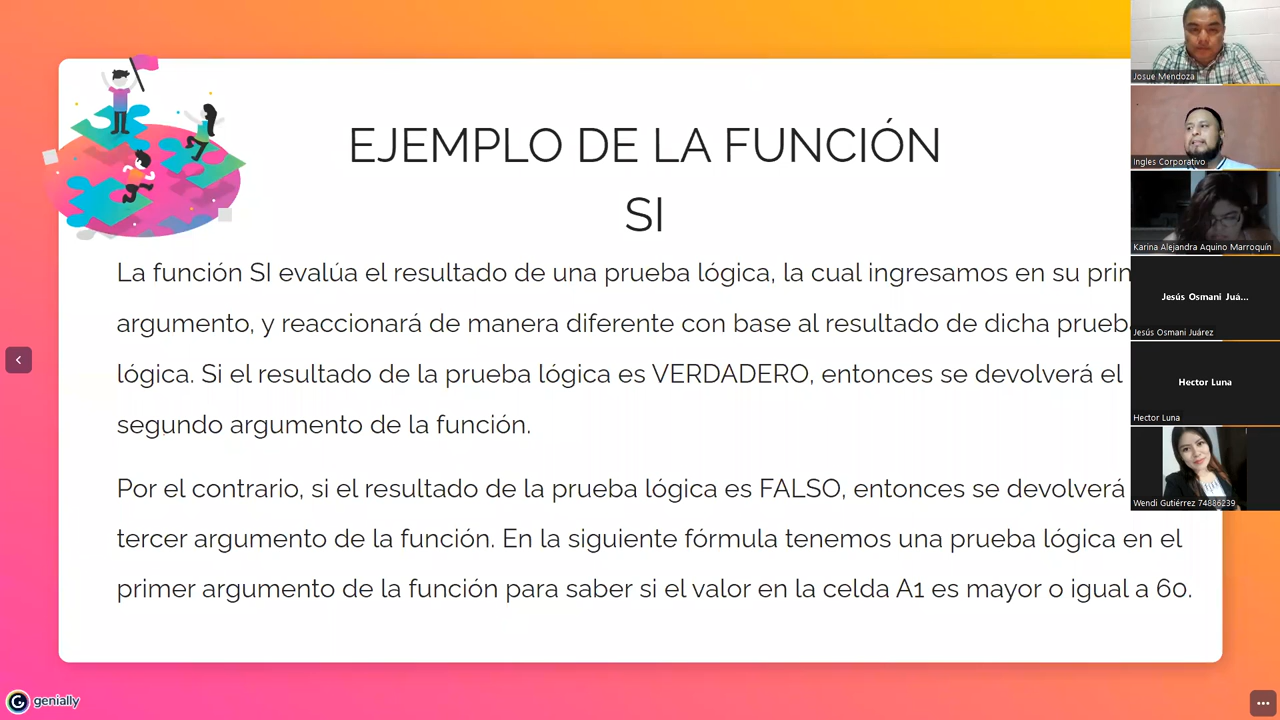 EJEMPLO DE LA FUNCIÓN
SI
La función SI evalúa el resultado de una prueba lógica, la cual ingresamos en su prim
argumento, y reaccionará de manera diferente con base al resultado de dicha prueba
lógica. Si el resultado de la prueba lógica es VERDADERO, entonces se devolverá el
segundo argumento de la función.
Por el contrario, si el resultado de la prueba lógica es FALSO, entonces se devolverá
tercer argumento de la función. En la siguiente fórmula tenemos una prueba lógica en el
primer argumento de la función para saber si el valor en la celda A1 es mayor o igual a 60.
Josue Mendoza
Ingles Corporativo
Karina Alejandra Aquino Marroquín
Jesús Osmani Juá...
Jesús Osmani Juárez
Hector Luna
Hector Luna
Wendi Gutiérrez 74886239
genially